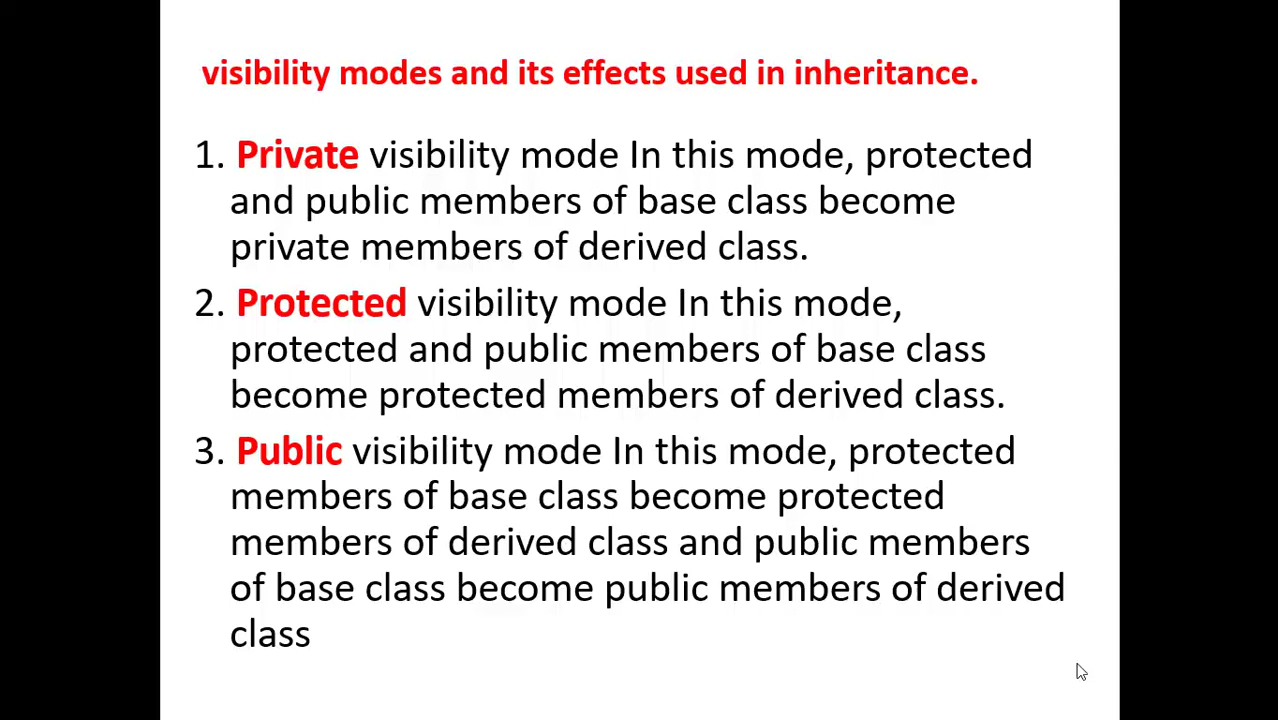 visibility modes and its effects used in inheritance.
1. Private visibility mode In this mode, protected
and public members of base class become
private members of derived class.
2. Protected visibility mode In this mode,
protected and public members of base class
become protected members of derived class.
3. Public visibility mode In this mode, protected
members of base class become protected
members of derived class and public members
of base class become public members of derived
class